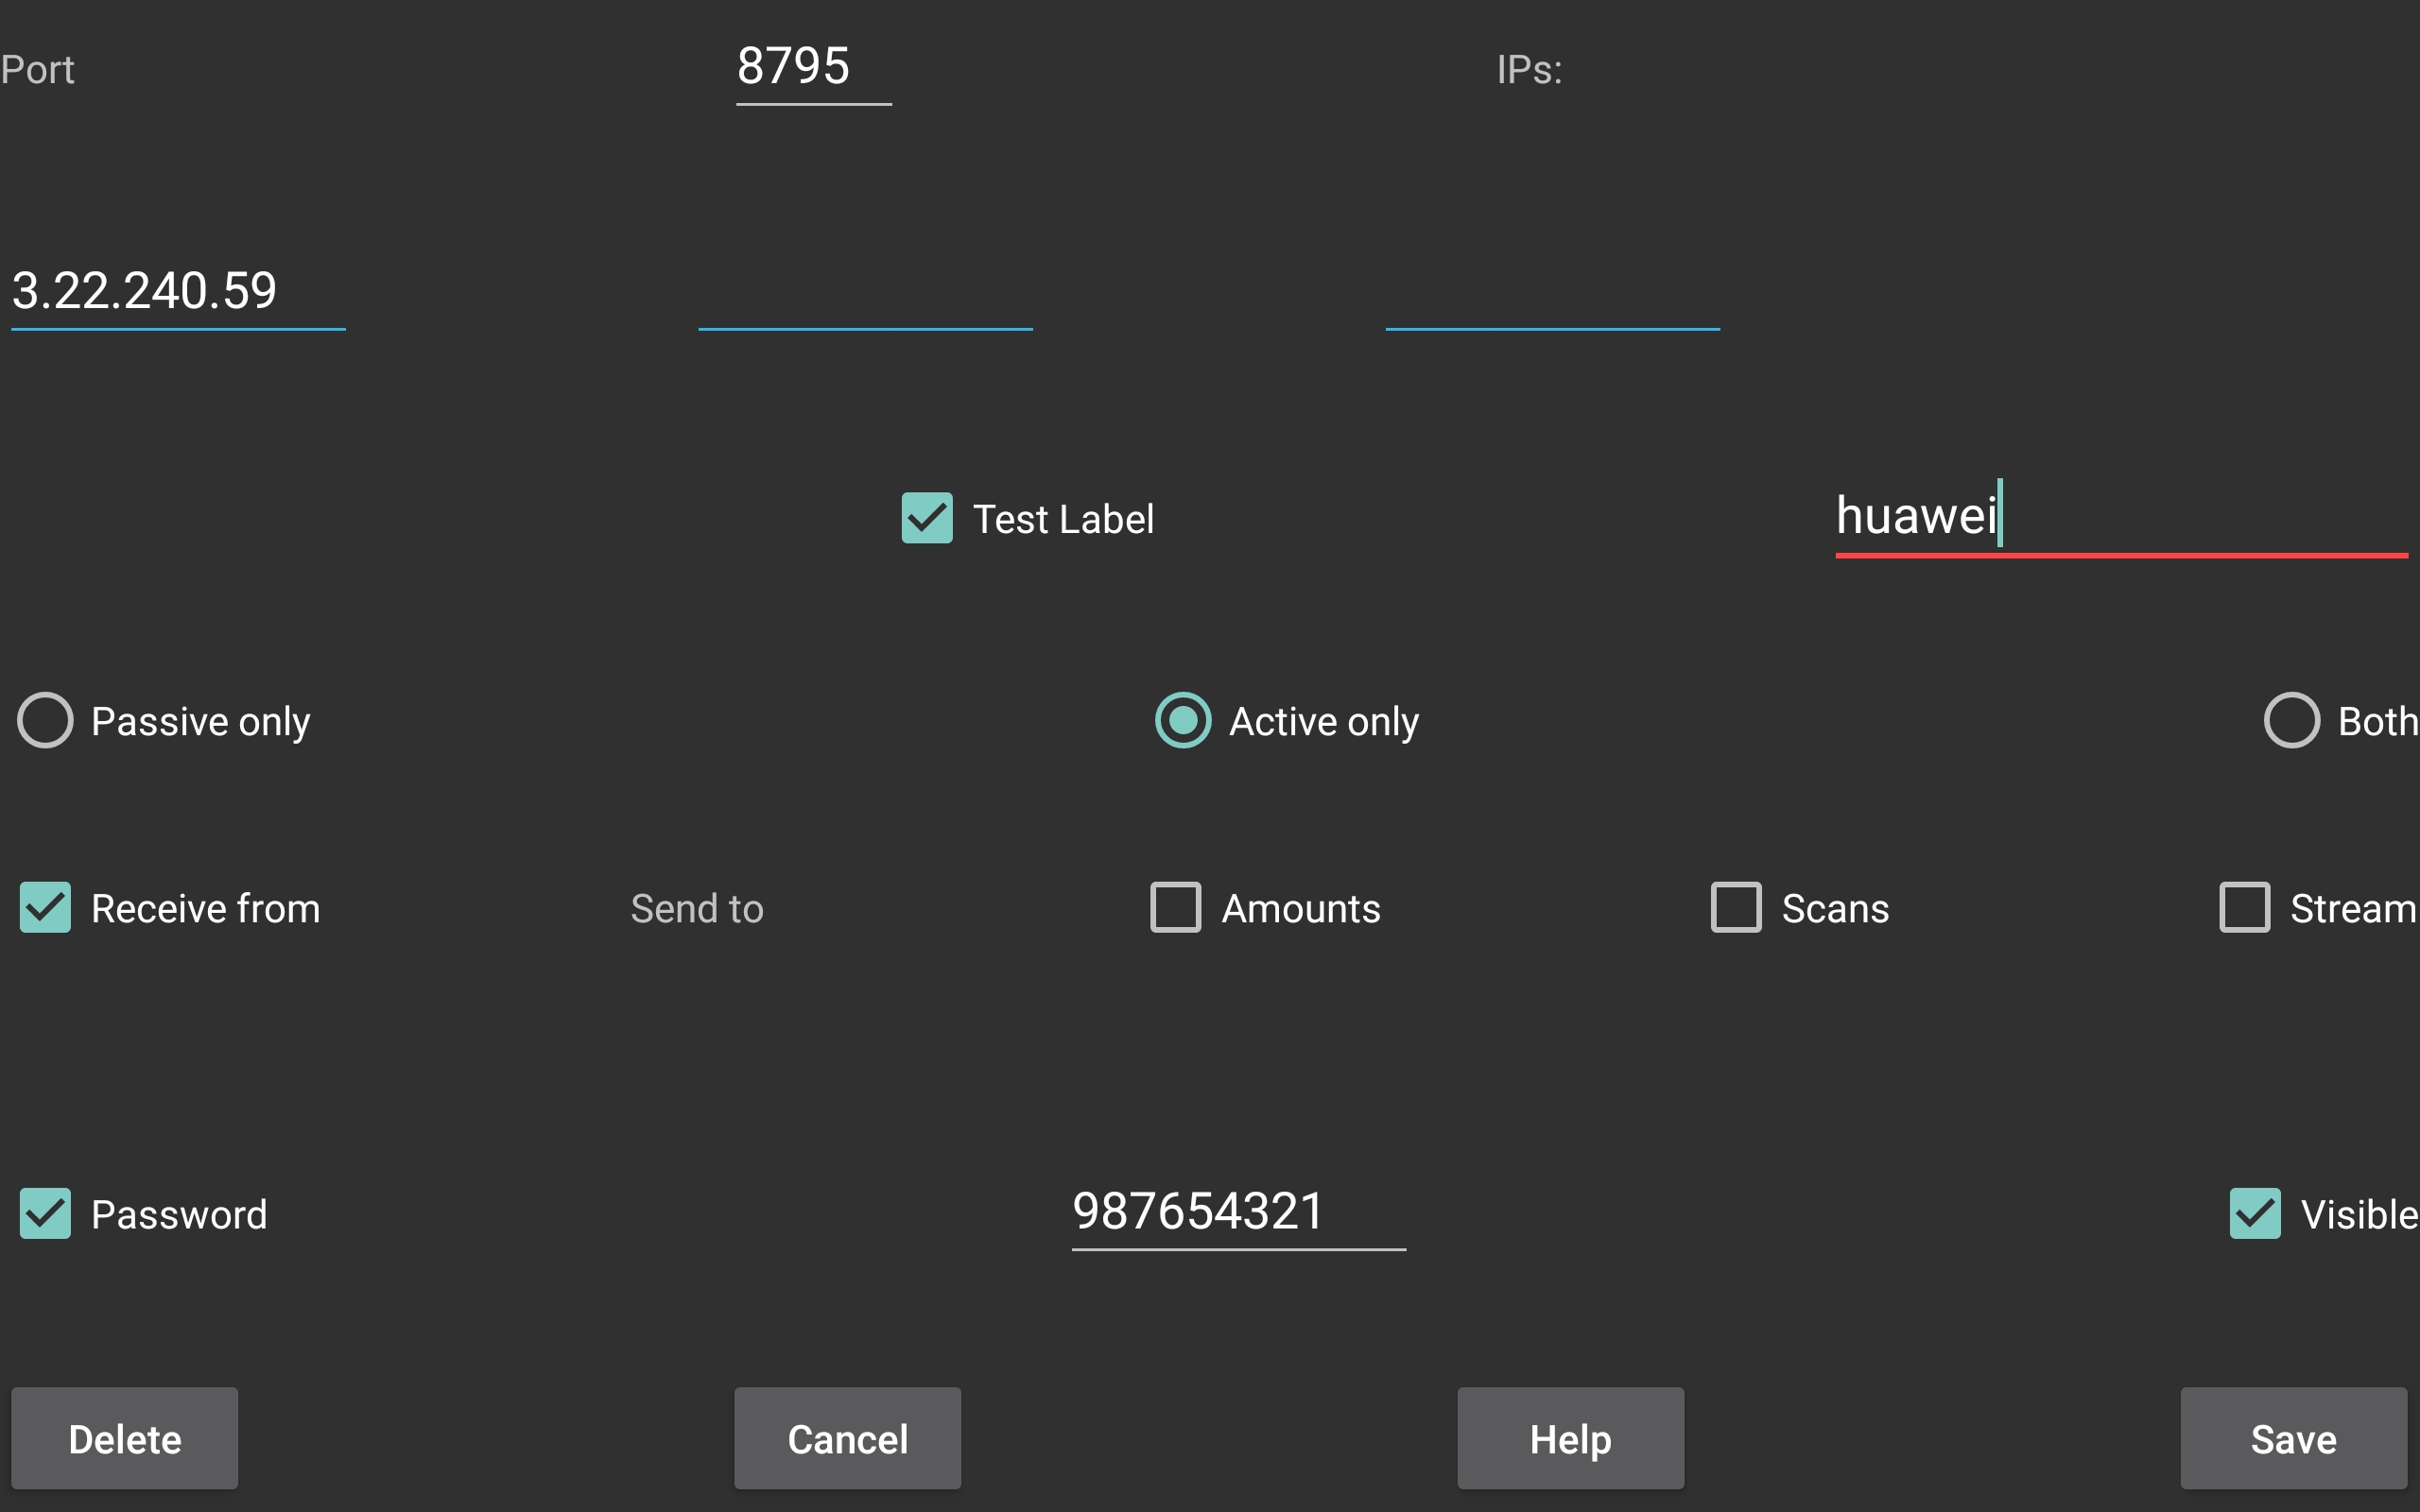 Port 8795 IPs:
3.22.240.59
Test Label huawei
Passive only Active only Both
Receive from Send to Amounts Scans Stream
Password 987654321 Visible
Delete Cancel Help Save